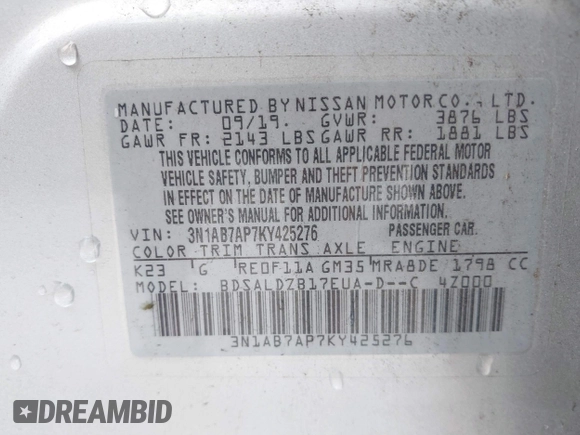 MANUFACTURED BY NISSAN MOTOR CO., LTD.
DATE: 09/19. GVWR: 3876 LBS
GAWR FR: 2143 LBS GAWR RR: 1881 LBS
THIS VEHICLE CONFORMS TO ALL APPLICABLE FEDERAL MOTOR
VEHICLE SAFETY, BUMPER AND THEFT PREVENTION STANDARDS
IN EFFECT ON THE DATE OF MANUFACTURE SHOWN ABOVE.
SEE OWNER'S MANUAL FOR ADDITIONAL INFORMATION
VIN: 3N1AB7AP7KY425276 PASSENGER CAR.
COLOR TRIM TRANS AXLE ENGINE
K23 G RE0F11A GM35 MRA8DE 1798 CC
MODEL: BDSALDZB17EUA-D--C 4Z000
3N1AB7AP7KY425276
DREAMBID